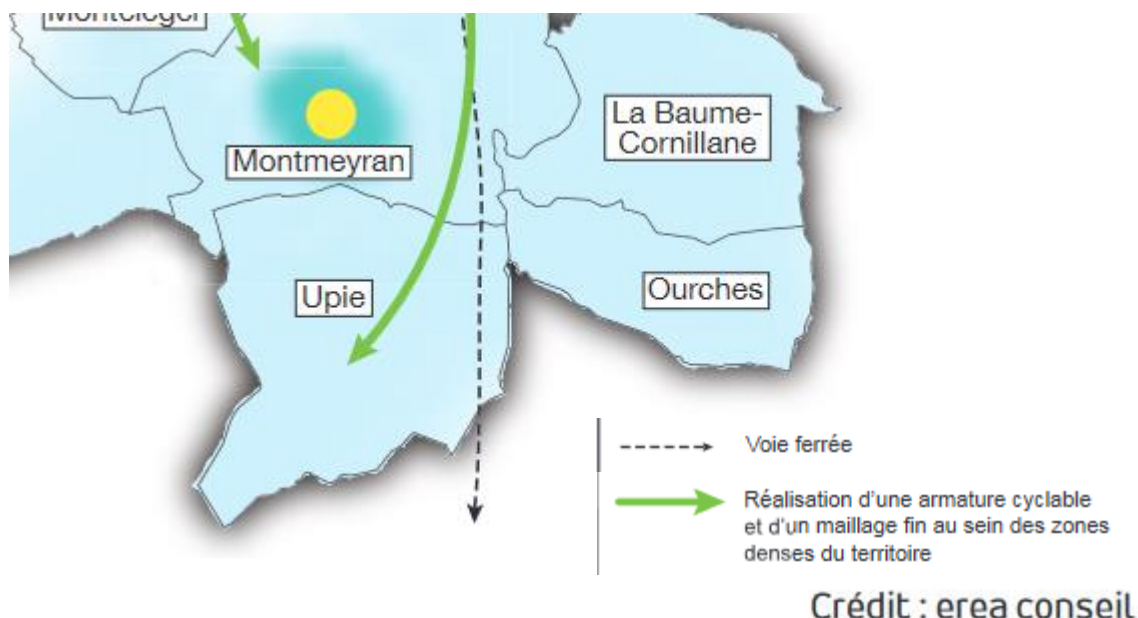 Montéléger
La Baume-
Cornillane
Montmeyran
Upie
Ourches
Voie ferrée
Réalisation d'une armature cyclable
et d'un maillage fin au sein des zones
denses du territoire
Crédit : erea conseil